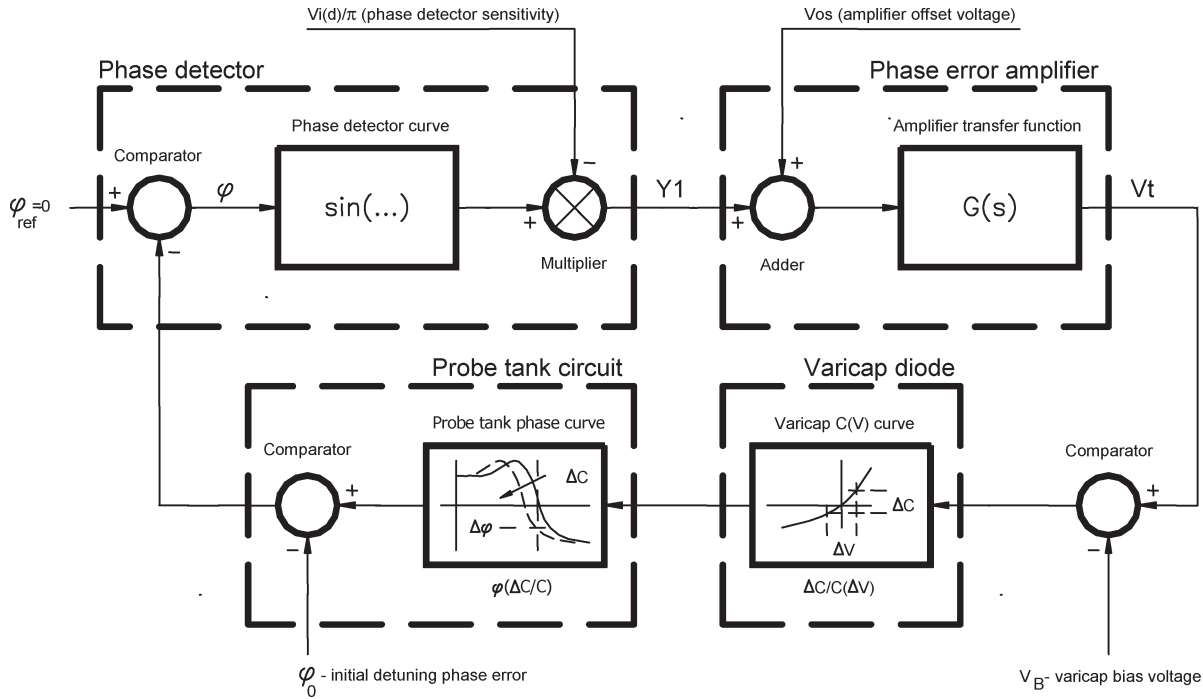 Vi(d)/π (phase detector sensitivity)
Vos (amplifier offset voltage)
Phase detector
Phase error amplifier
Phase detector curve
Amplifier transfer function
Comparator
+
φ
ref =0
φ
sin(...)
−
+
Multiplier
Y1
+
+
Adder
G(s)
Vt
−
Probe tank circuit
Varicap diode
Probe tank phase curve
Varicap C(V) curve
Comparator
Comparator
+
ΔC
Δφ
ΔC
ΔV
+
−
−
φ(ΔC/C)
ΔC/C(ΔV)
φ0 - initial detuning phase error
VB- varicap bias voltage